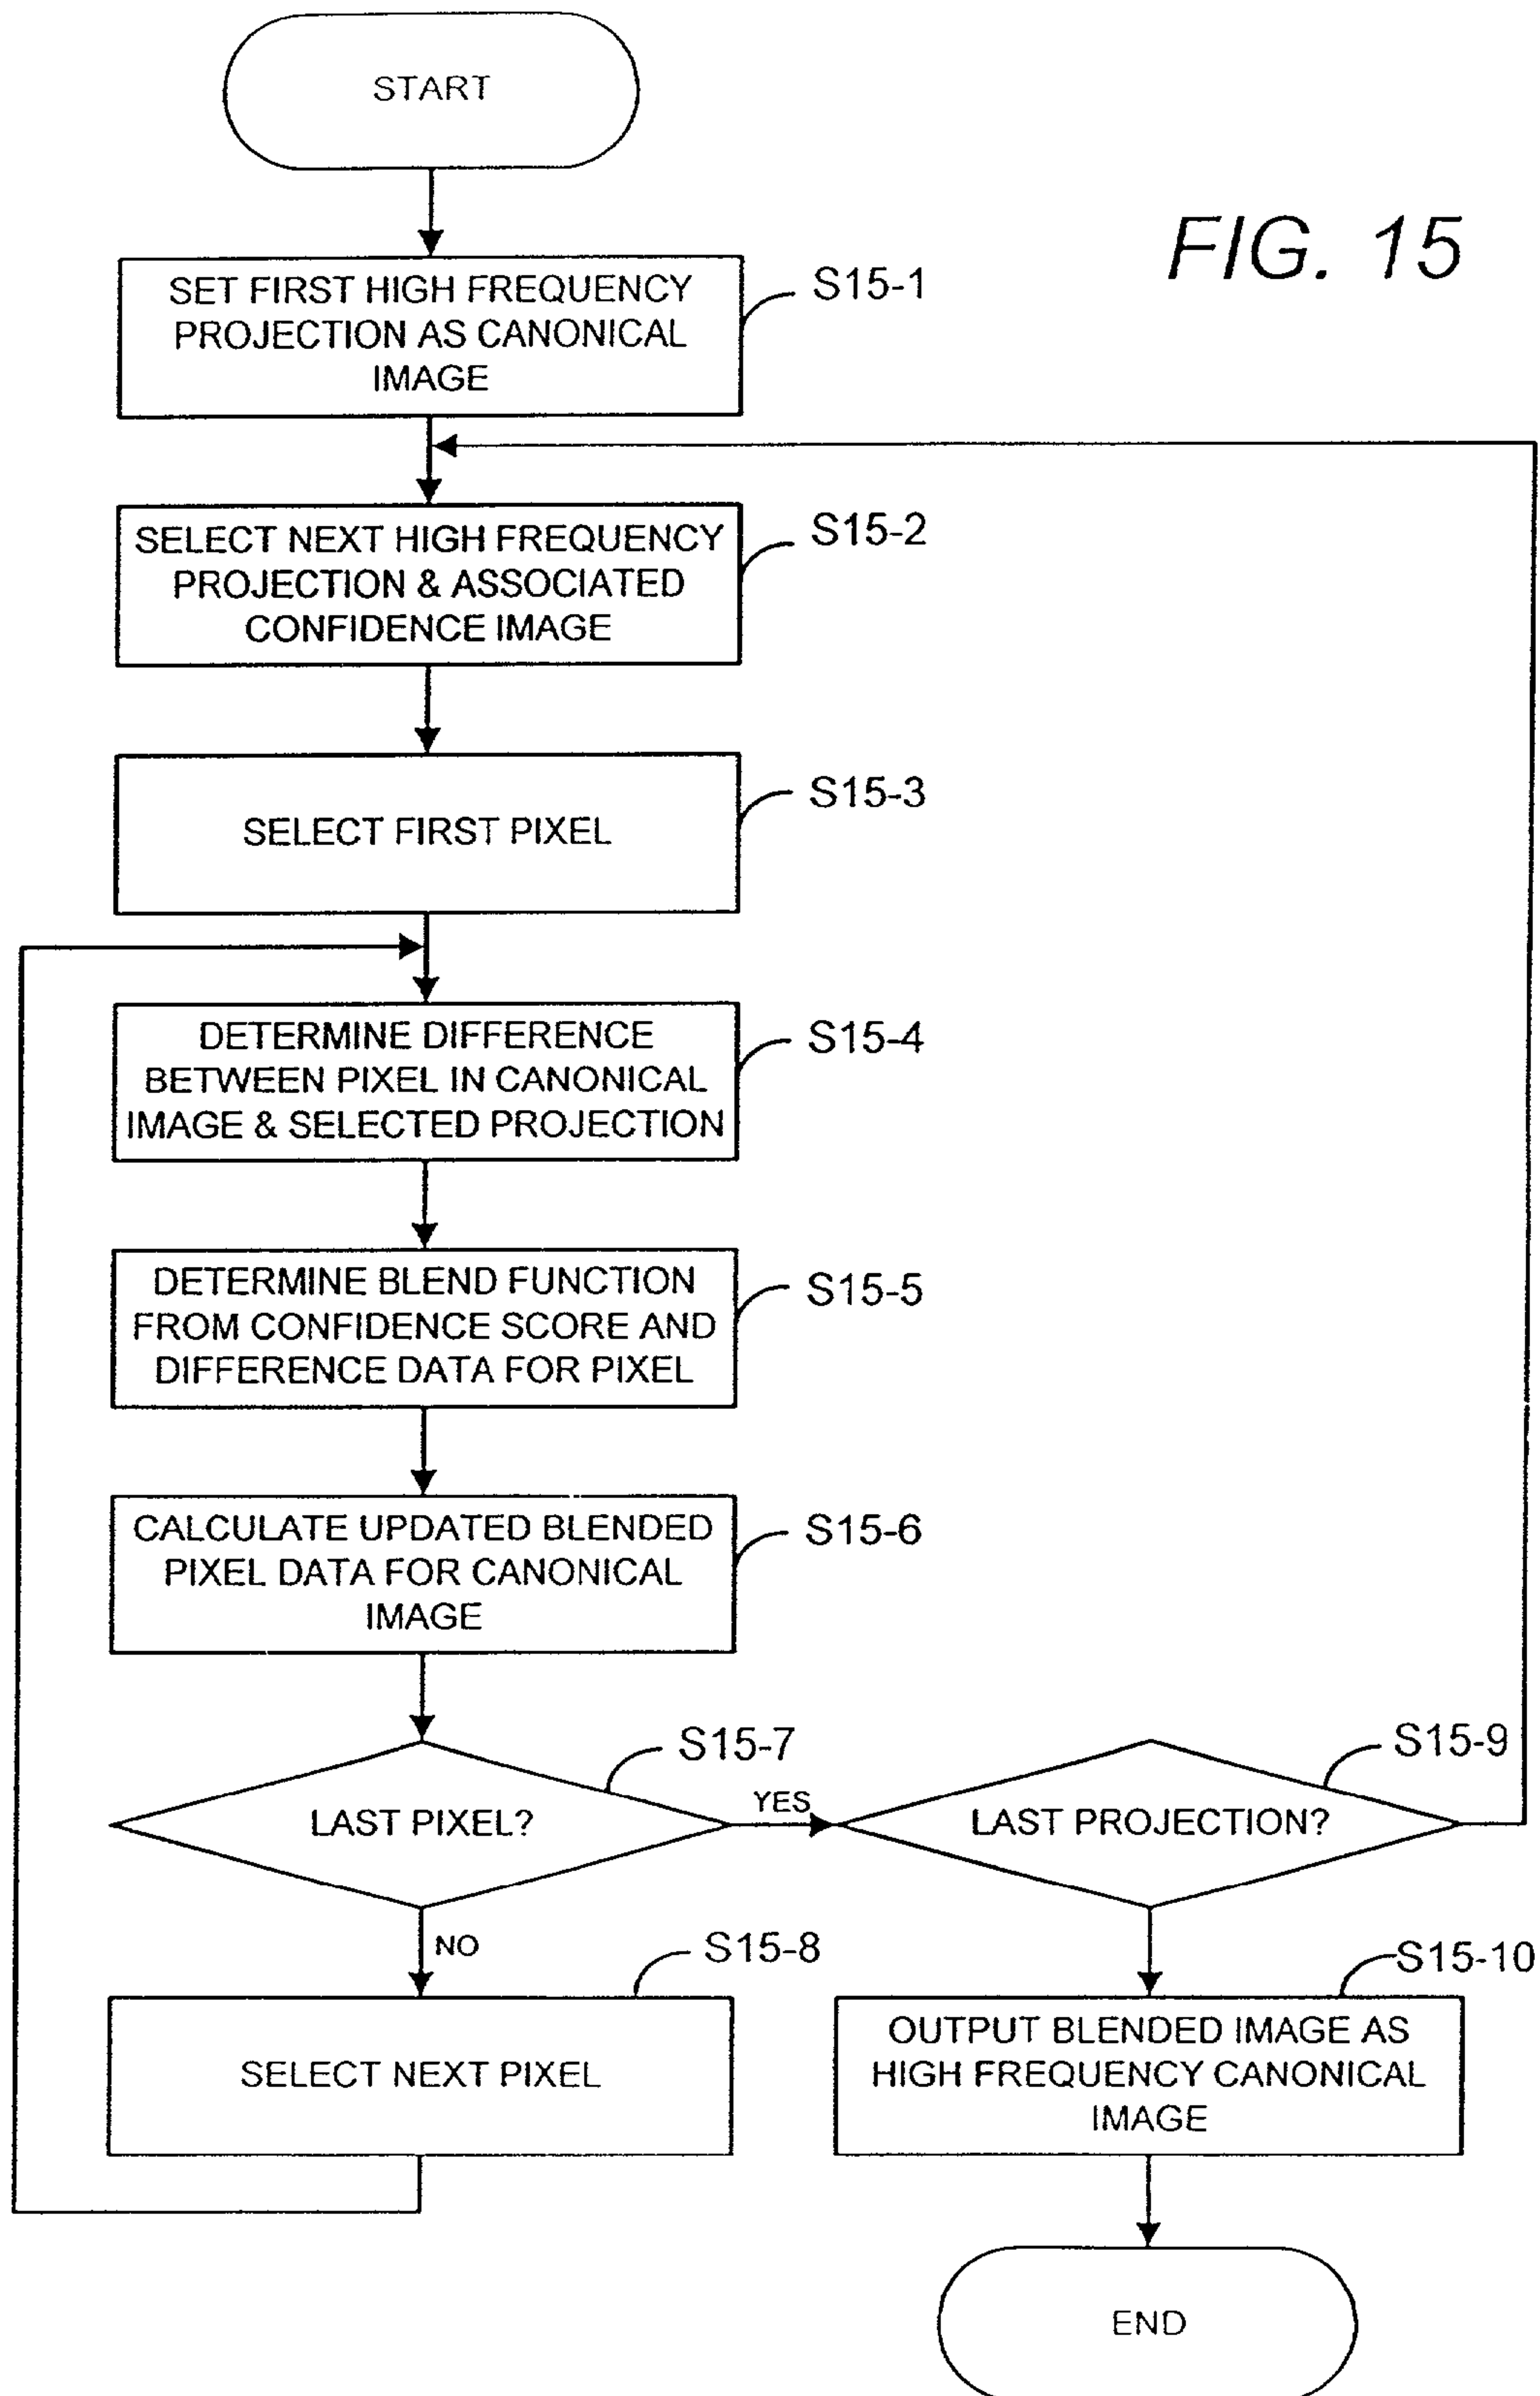 START
FIG. 15
SET FIRST HIGH FREQUENCY
PROJECTION AS CANONICAL
IMAGE
S15-1
SELECT NEXT HIGH FREQUENCY
PROJECTION & ASSOCIATED
CONFIDENCE IMAGE
S15-2
SELECT FIRST PIXEL
S15-3
DETERMINE DIFFERENCE
BETWEEN PIXEL IN CANONICAL
IMAGE & SELECTED PROJECTION
S15-4
DETERMINE BLEND FUNCTION
FROM CONFIDENCE SCORE AND
DIFFERENCE DATA FOR PIXEL
S15-5
CALCULATE UPDATED BLENDED
PIXEL DATA FOR CANONICAL
IMAGE
S15-6
LAST PIXEL?
S15-7
YES
LAST PROJECTION?
S15-9
NO
SELECT NEXT PIXEL
S15-8
OUTPUT BLENDED IMAGE AS
HIGH FREQUENCY CANONICAL
IMAGE
S15-10
END